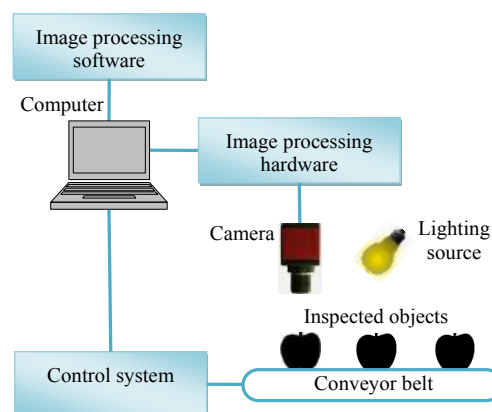 Image processing
software
Computer
Image processing
hardware
Camera
Lighting
source
Inspected objects
Control system
Conveyor belt